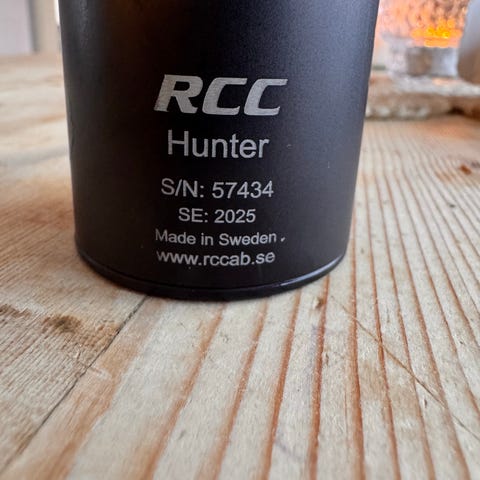 RCC
Hunter
S/N: 57434
SE: 2025
Made in Sweden.
www.rccab.se